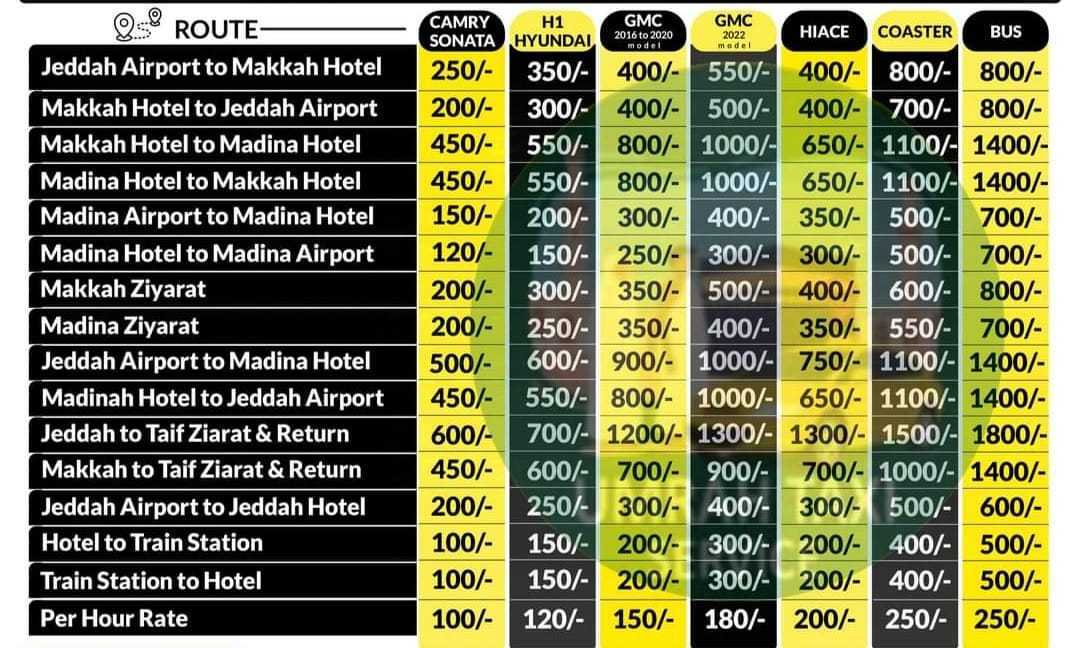 ROUTE CAMRY SONATA H1 HYUNDAI GMC 2016 to 2020 model GMC 2022 model HIACE COASTER BUS
Jeddah Airport to Makkah Hotel 250/- 350/- 400/- 550/- 400/- 800/- 800/-
Makkah Hotel to Jeddah Airport 200/- 300/- 400/- 500/- 400/- 700/- 800/-
Makkah Hotel to Madina Hotel 450/- 550/- 800/- 1000/- 650/- 1100/- 1400/-
Madina Hotel to Makkah Hotel 450/- 550/- 800/- 1000/- 650/- 1100/- 1400/-
Madina Airport to Madina Hotel 150/- 200/- 300/- 400/- 350/- 500/- 700/-
Madina Hotel to Madina Airport 120/- 150/- 250/- 300/- 300/- 500/- 700/-
Makkah Ziyarat 200/- 300/- 350/- 500/- 400/- 600/- 800/-
Madina Ziyarat 200/- 250/- 350/- 400/- 350/- 550/- 700/-
Jeddah Airport to Madina Hotel 500/- 600/- 900/- 1000/- 750/- 1100/- 1400/-
Madinah Hotel to Jeddah Airport 450/- 550/- 800/- 1000/- 650/- 1100/- 1400/-
Jeddah to Taif Ziarat & Return 600/- 700/- 1200/- 1300/- 1300/- 1500/- 1800/-
Makkah to Taif Ziarat & Return 450/- 600/- 700/- 900/- 700/- 1000/- 1400/-
Jeddah Airport to Jeddah Hotel 200/- 250/- 300/- 400/- 300/- 500/- 600/-
Hotel to Train Station 100/- 150/- 200/- 300/- 200/- 400/- 500/-
Train Station to Hotel 100/- 150/- 200/- 300/- 200/- 400/- 500/-
Per Hour Rate 100/- 120/- 150/- 180/- 200/- 250/- 250/-